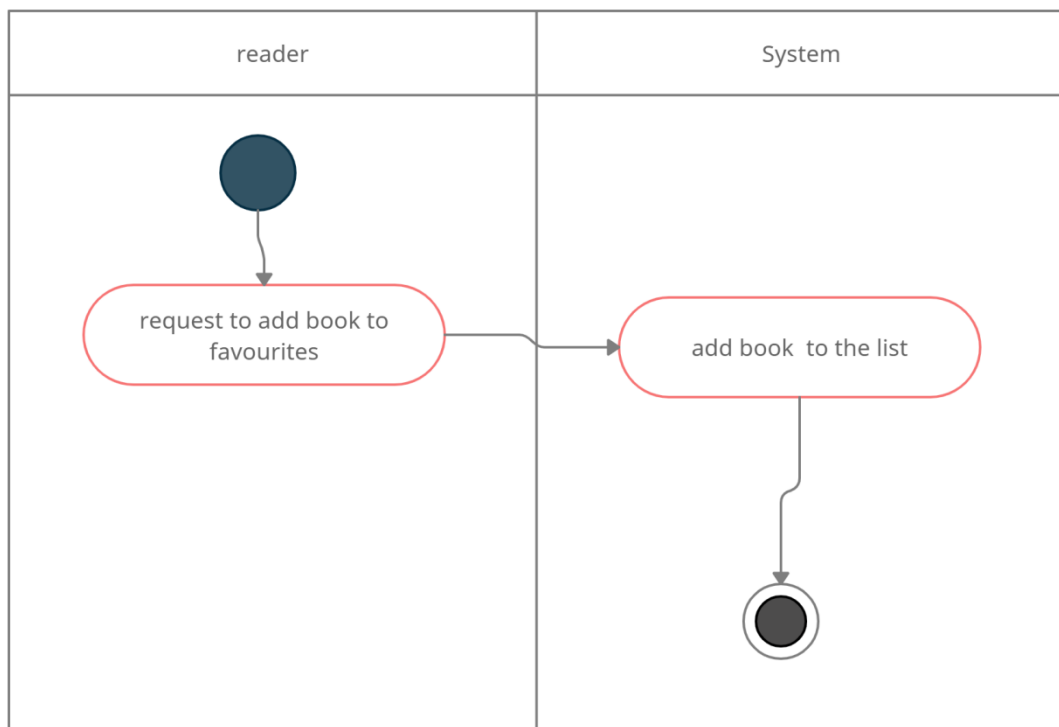 reader
System
request to add book to
favourites
add book  to the list